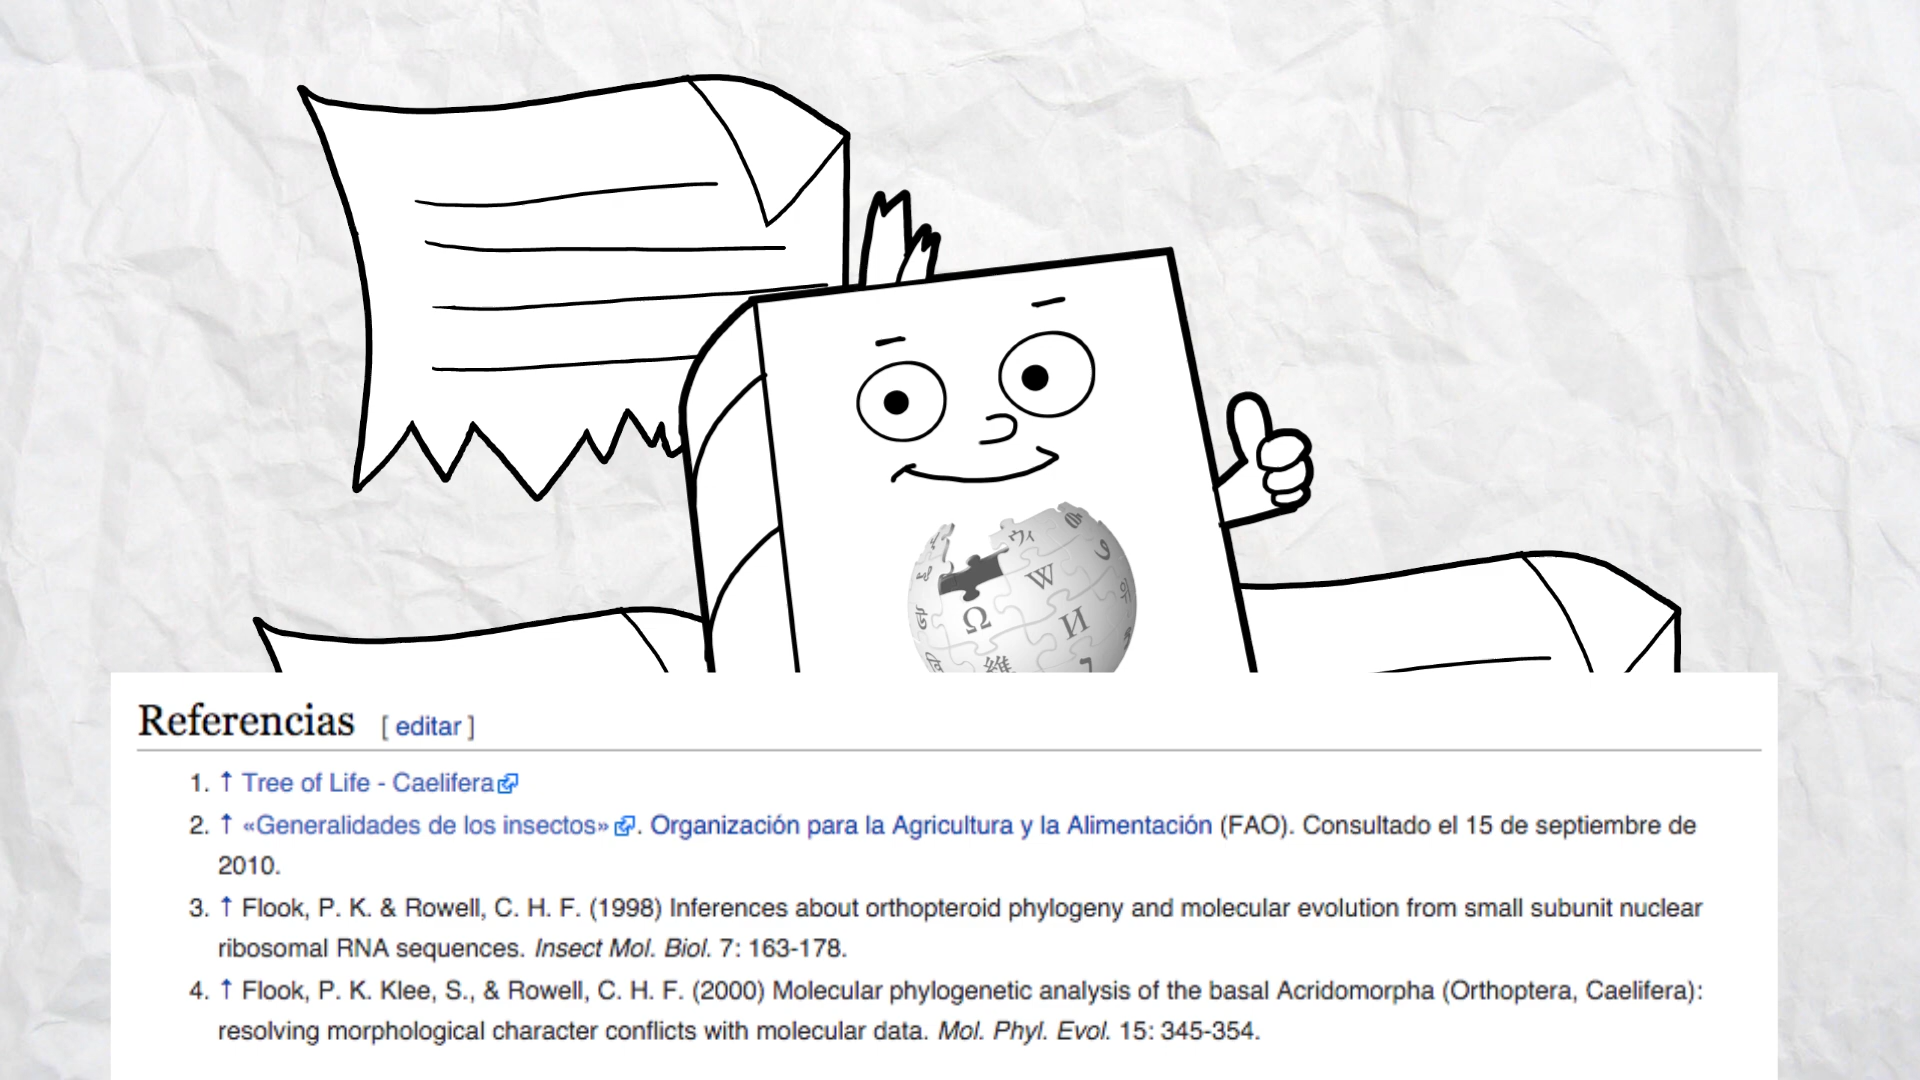 ウィ
W
Ω
И
위
維
Referencias [ editar ]
1. ↑ Tree of Life - Caelifera
2. ↑ «Generalidades de los insectos» . Organización para la Agricultura y la Alimentación (FAO). Consultado el 15 de septiembre de
2010.
3. ↑ Flook, P. K. & Rowell, C. H. F. (1998) Inferences about orthopteroid phylogeny and molecular evolution from small subunit nuclear
ribosomal RNA sequences. Insect Mol. Biol. 7: 163-178.
4. ↑ Flook, P. K. Klee, S., & Rowell, C. H. F. (2000) Molecular phylogenetic analysis of the basal Acridomorpha (Orthoptera, Caelifera):
resolving morphological character conflicts with molecular data. Mol. Phyl. Evol. 15: 345-354.